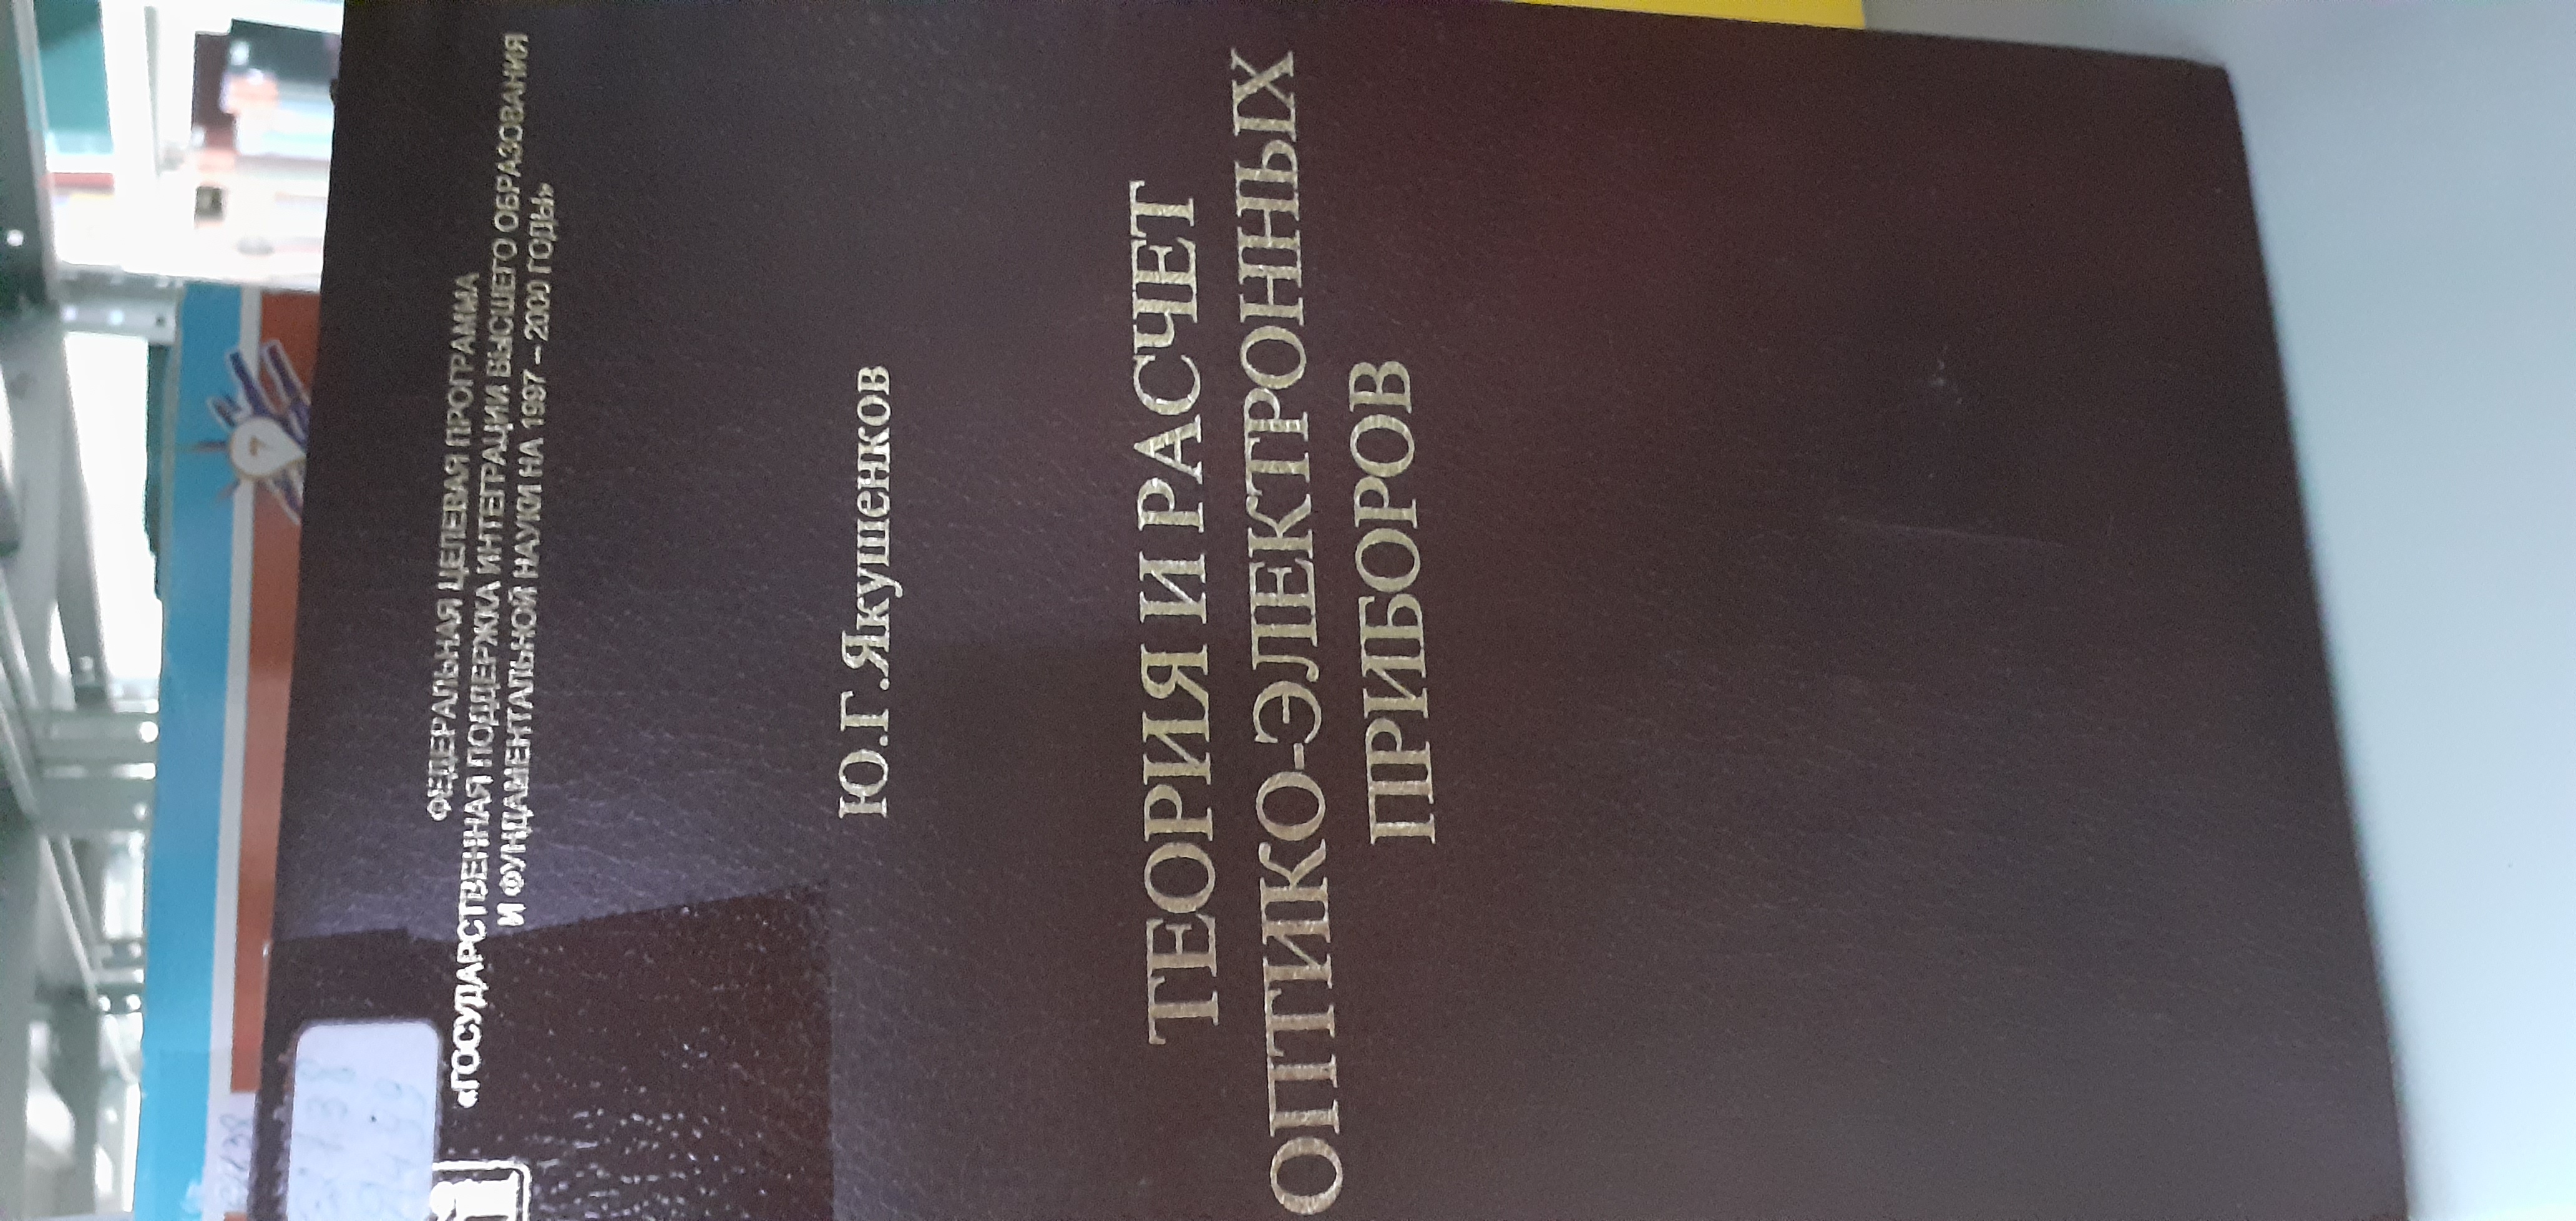 ФЕДЕРАЛЬНАЯ ЦЕЛЕВАЯ ПРОГРАММА
«ГОСУДАРСТВЕННАЯ ПОДДЕРЖКА ИНТЕГРАЦИИ ВЫСШЕГО ОБРАЗОВАНИЯ
И ФУНДАМЕНТАЛЬНОЙ НАУКИ НА 1997 – 2000 ГОДЫ»
Ю.Г.Якушенков
ТЕОРИЯ И РАСЧЕТ
ОПТИКО-ЭЛЕКТРОННЫХ
ПРИБОРОВ